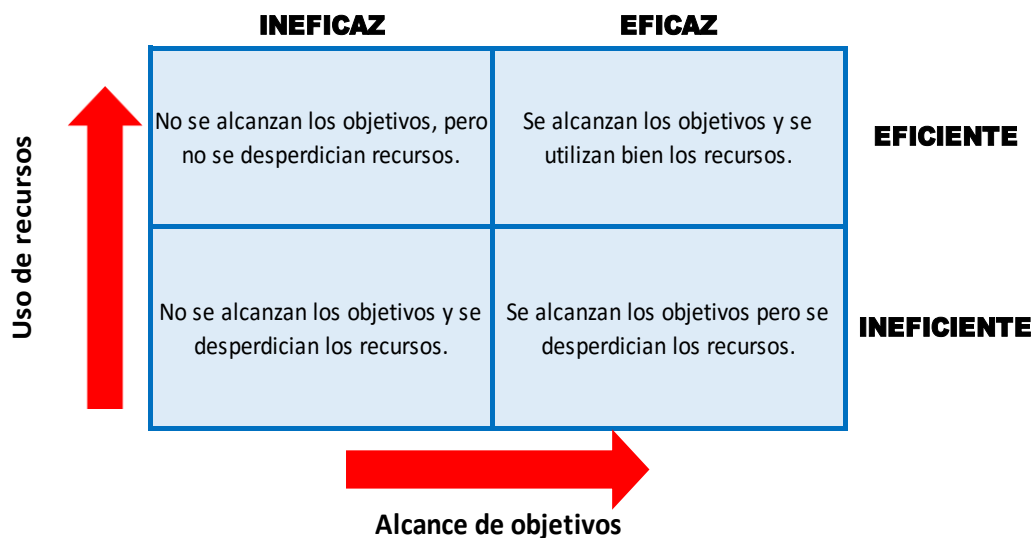 INEFICAZ
EFICAZ
No se alcanzan los objetivos, pero
no se desperdician recursos.
Se alcanzan los objetivos y se
utilizan bien los recursos.
EFICIENTE
Uso de recursos
No se alcanzan los objetivos y se
desperdician los recursos.
Se alcanzan los objetivos pero se
desperdician los recursos.
INEFICIENTE
Alcance de objetivos